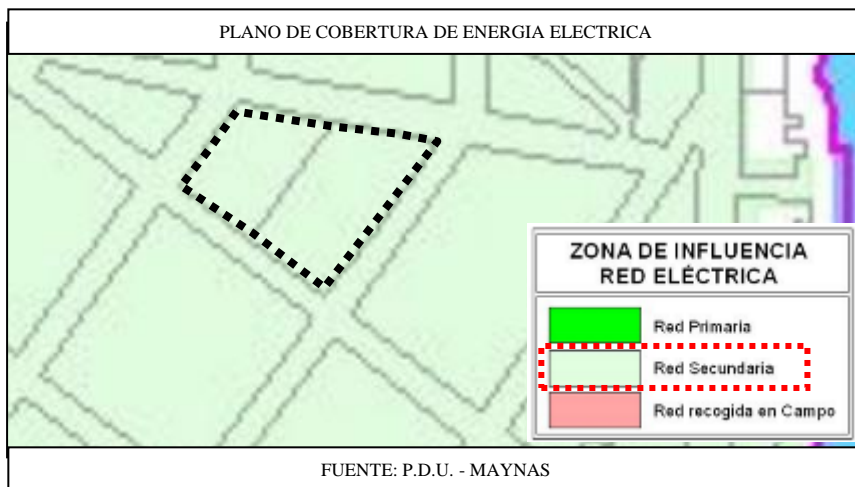 PLANO DE COBERTURA DE ENERGIA ELECTRICA
ZONA DE INFLUENCIA
RED ELÉCTRICA
Red Primaria
Red Secundaria
Red recogida en Campo
FUENTE: P.D.U. - MAYNAS